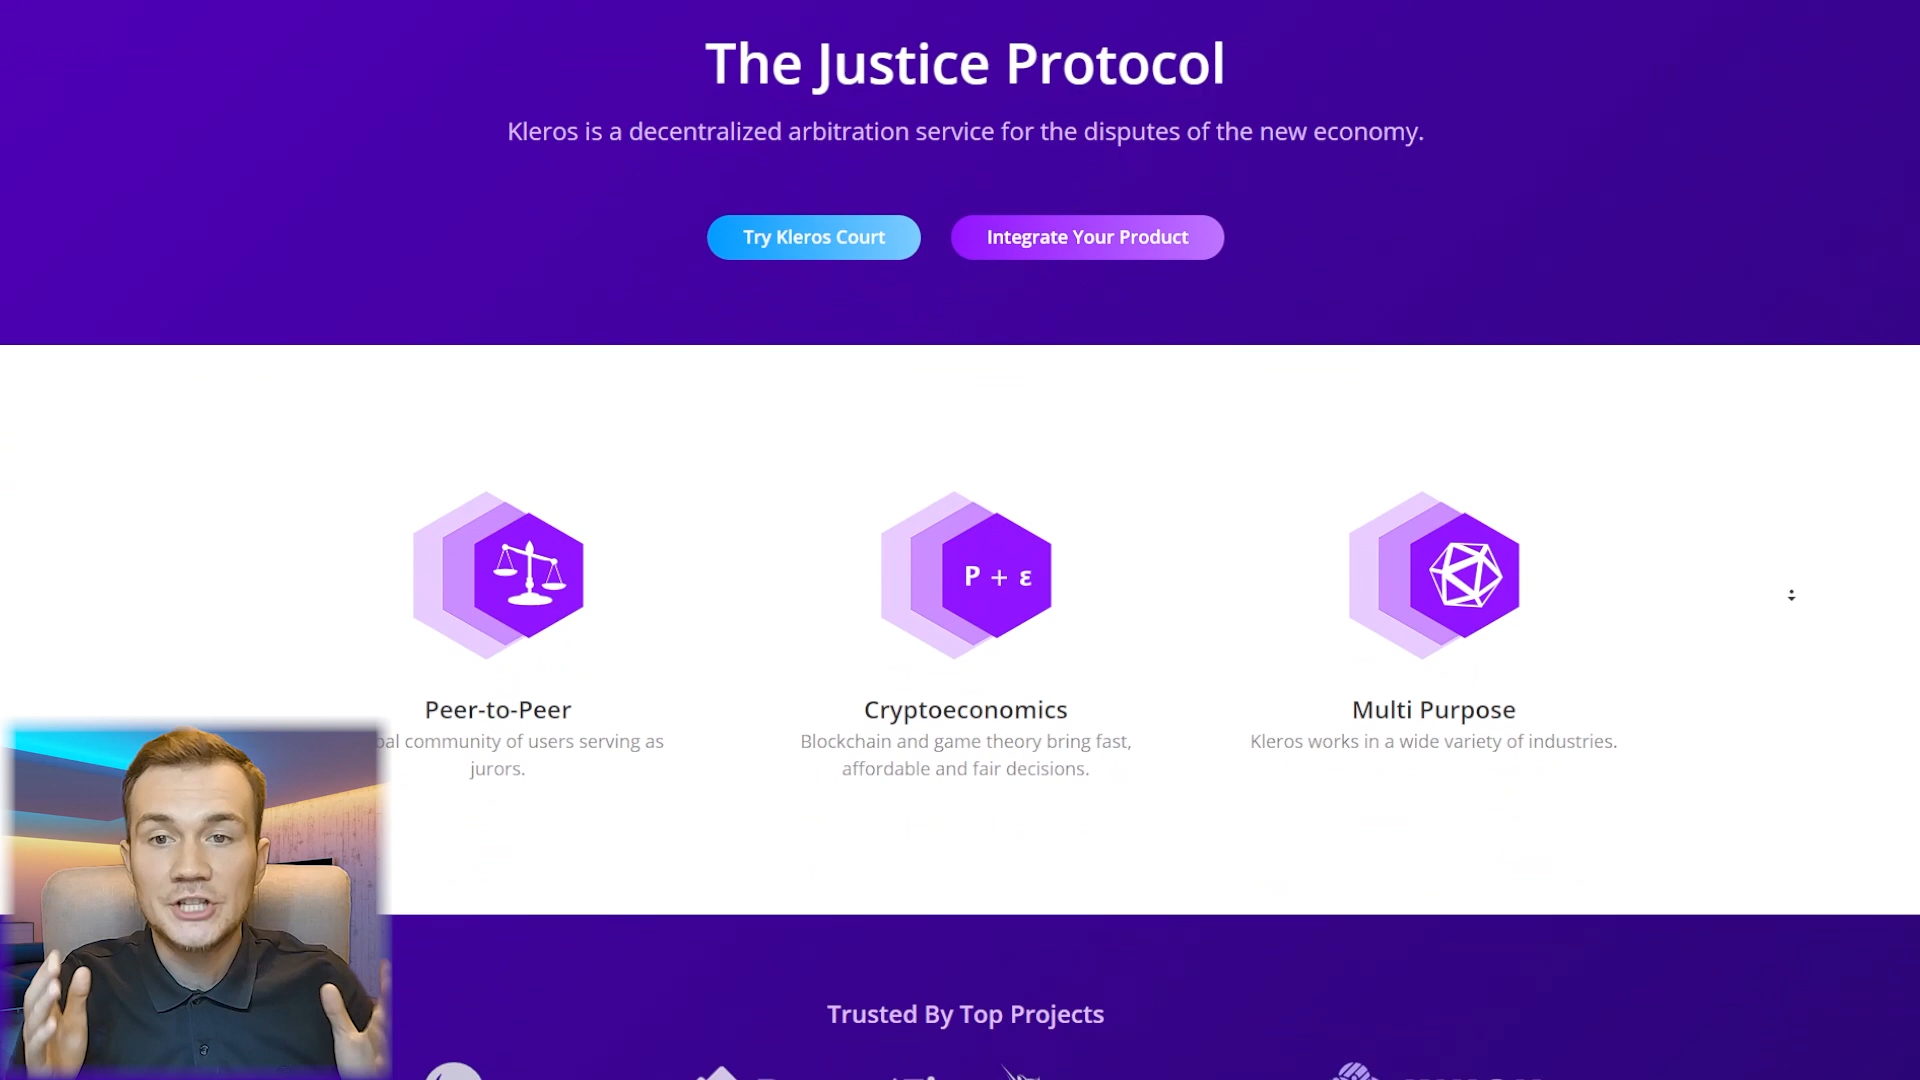 The Justice Protocol
Kleros is a decentralized arbitration service for the disputes of the new economy.
Try Kleros Court
Integrate Your Product
P + ε
Peer-to-Peer
community of users serving as
jurors.
Cryptoeconomics
Blockchain and game theory bring fast,
affordable and fair decisions.
Multi Purpose
Kleros works in a wide variety of industries.
Trusted By Top Projects